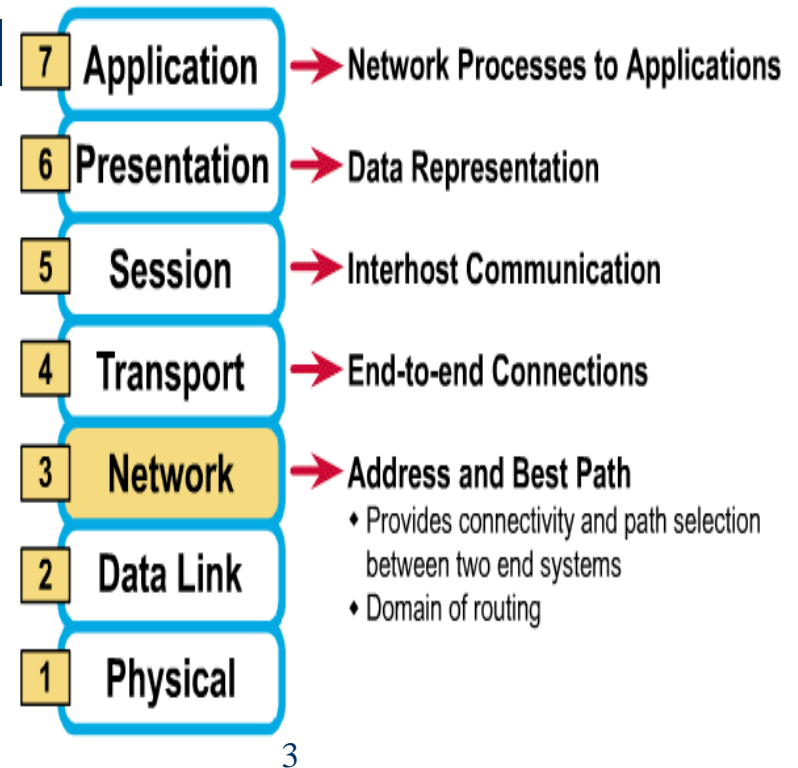 7 Application Network Processes to Applications
6 Presentation Data Representation
5 Session Interhost Communication
4 Transport End-to-end Connections
3 Network Address and Best Path
• Provides connectivity and path selection
between two end systems
2 Data Link
• Domain of routing
1 Physical
3